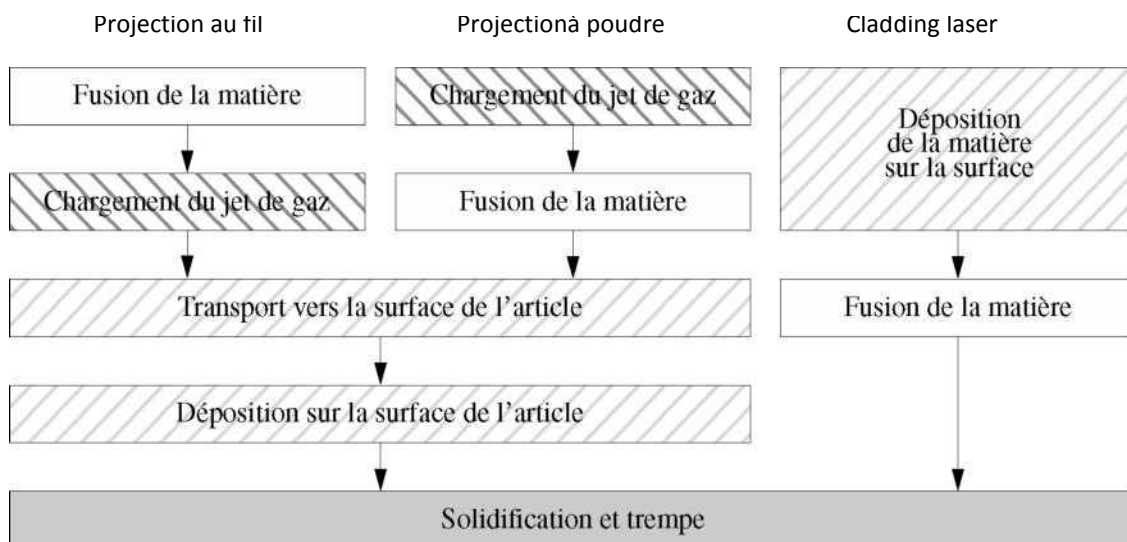 Projection au fil
Projectionà poudre
Cladding laser
Fusion de la matière
Chargement du jet de gaz
Déposition
de la matière
sur la surface
Chargement du jet de gaz
Fusion de la matière
Transport vers la surface de l'article
Fusion de la matière
Déposition sur la surface de l'article
Solidification et trempe